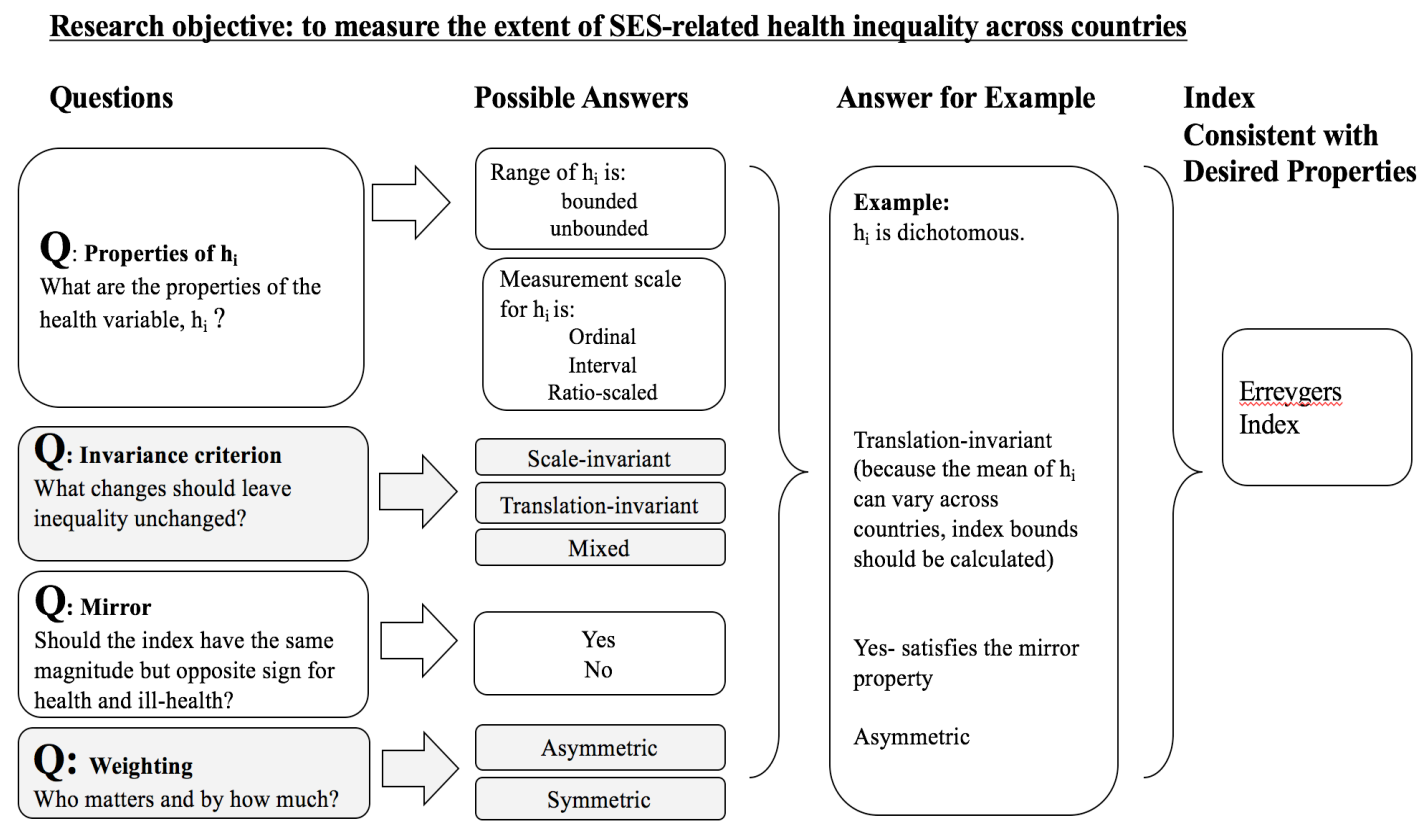 Research objective: to measure the extent of SES-related health inequality across countries
Questions
Possible Answers
Answer for Example
Index
Consistent with
Desired Properties
Q: Properties of hi
What are the properties of the
health variable, hi ?
Range of hi is:
bounded
unbounded
Measurement scale
for hi is:
Ordinal
Interval
Ratio-scaled
Q: Invariance criterion
What changes should leave
inequality unchanged?
Scale-invariant
Translation-invariant
Mixed
Q: Mirror
Should the index have the same
magnitude but opposite sign for
health and ill-health?
Yes
No
Q: Weighting
Who matters and by how much?
Asymmetric
Symmetric
Example:
hi is dichotomous.
Translation-invariant
(because the mean of hi
can vary across
countries, index bounds
should be calculated)
Yes- satisfies the mirror
property
Asymmetric
Erreygers
Index